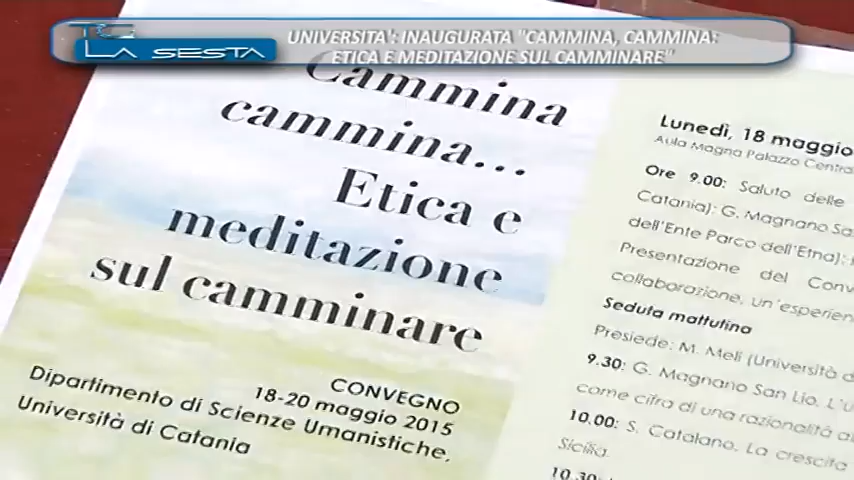 TG
LA SESTA
UNIVERSITA': INAUGURATA "CAMMINA, CAMMINA:
ETICA E MEDITAZIONE SUL CAMMINARE"
Cammina
cammina...
Etica e
meditazione
sul camminare
CONVEGNO
18-20 maggio 2015
Dipartimento di Scienze Umanistiche,
Università di Catania
Lunedì, 18 maggio
Aula Magna Palazzo Central
Ore 9.00: Saluto delle
Catania); G. Magnano Sa
dell'Ente Parco dell'Etna);
Presentazione del Conv
collaborazione, un'esperien
Seduta mattutina
Presiede: M. Meli (Università d
9.30: G. Magnano San Lio, L'u
come cifra di una razionalità al
10.00: S. Catalano, La crescita
Sicilia.
10.30: